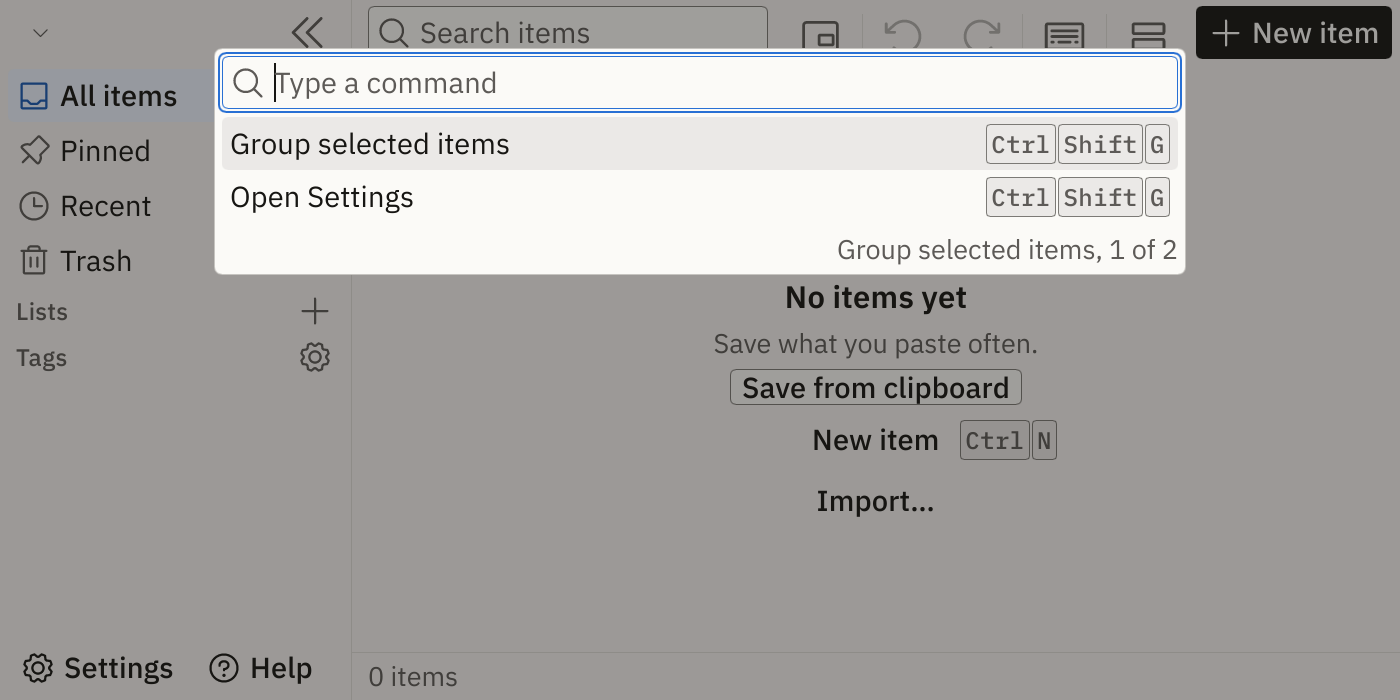 Search items
New item
Type a command
All items
Group selected items Ctrl Shift G
Pinned
Open Settings Ctrl Shift G
Recent
Group selected items, 1 of 2
Trash
No items yet
Lists
Save what you paste often.
Tags
Save from clipboard
New item Ctrl N
Import...
Settings
Help
0 items